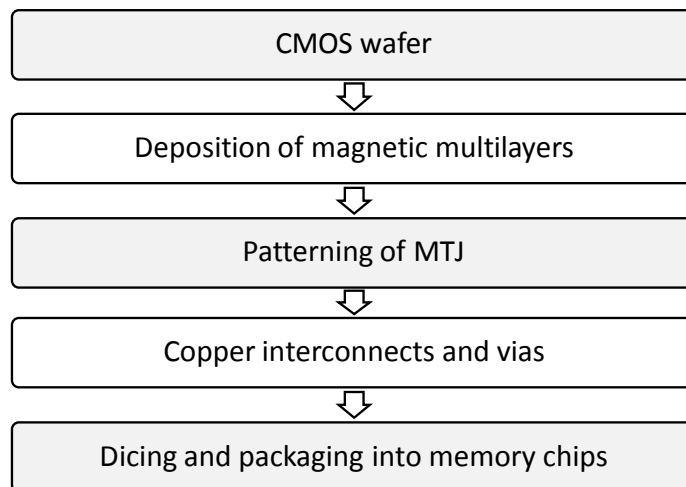 CMOS wafer
Deposition of magnetic multilayers
Patterning of MTJ
Copper interconnects and vias
Dicing and packaging into memory chips